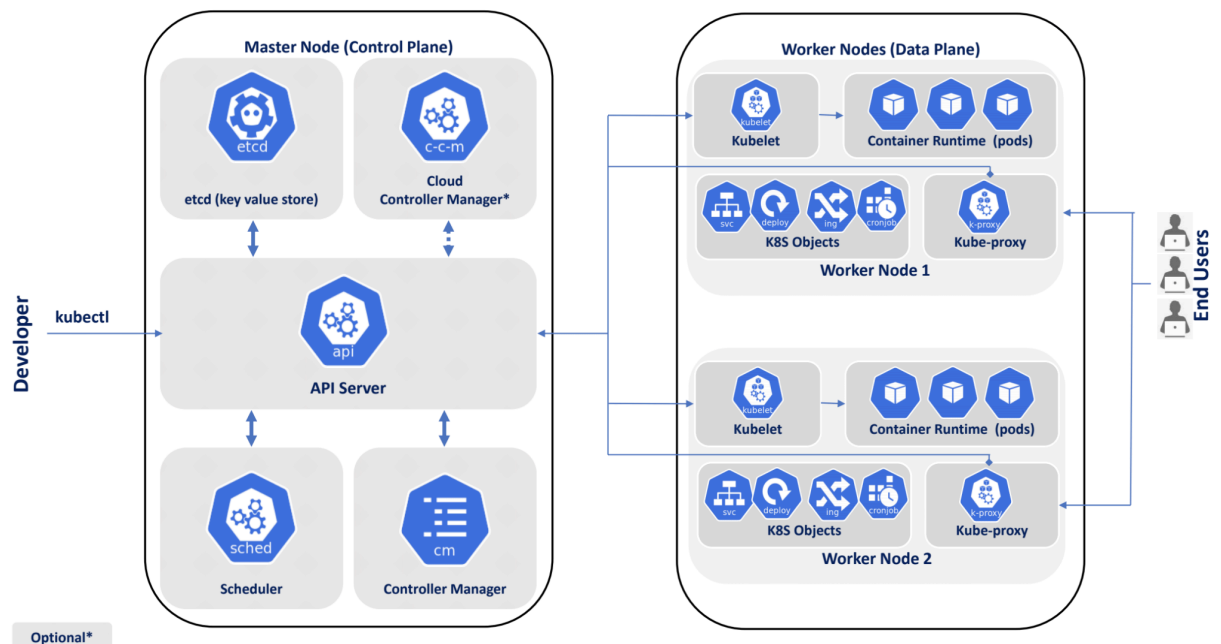 Master Node (Control Plane)
etcd
etcd (key value store)
c-c-m
Cloud
Controller Manager*
Developer
kubectl
api
API Server
sched
Scheduler
cm
Controller Manager
Optional*
Worker Nodes (Data Plane)
kubelet
Kubelet
Container Runtime (pods)
svc
deploy
ing
cronjob
K8S Objects
k-proxy
Kube-proxy
Worker Node 1
kubelet
Kubelet
Container Runtime (pods)
svc
deploy
ing
cronjob
K8S Objects
k-proxy
Kube-proxy
Worker Node 2
End Users